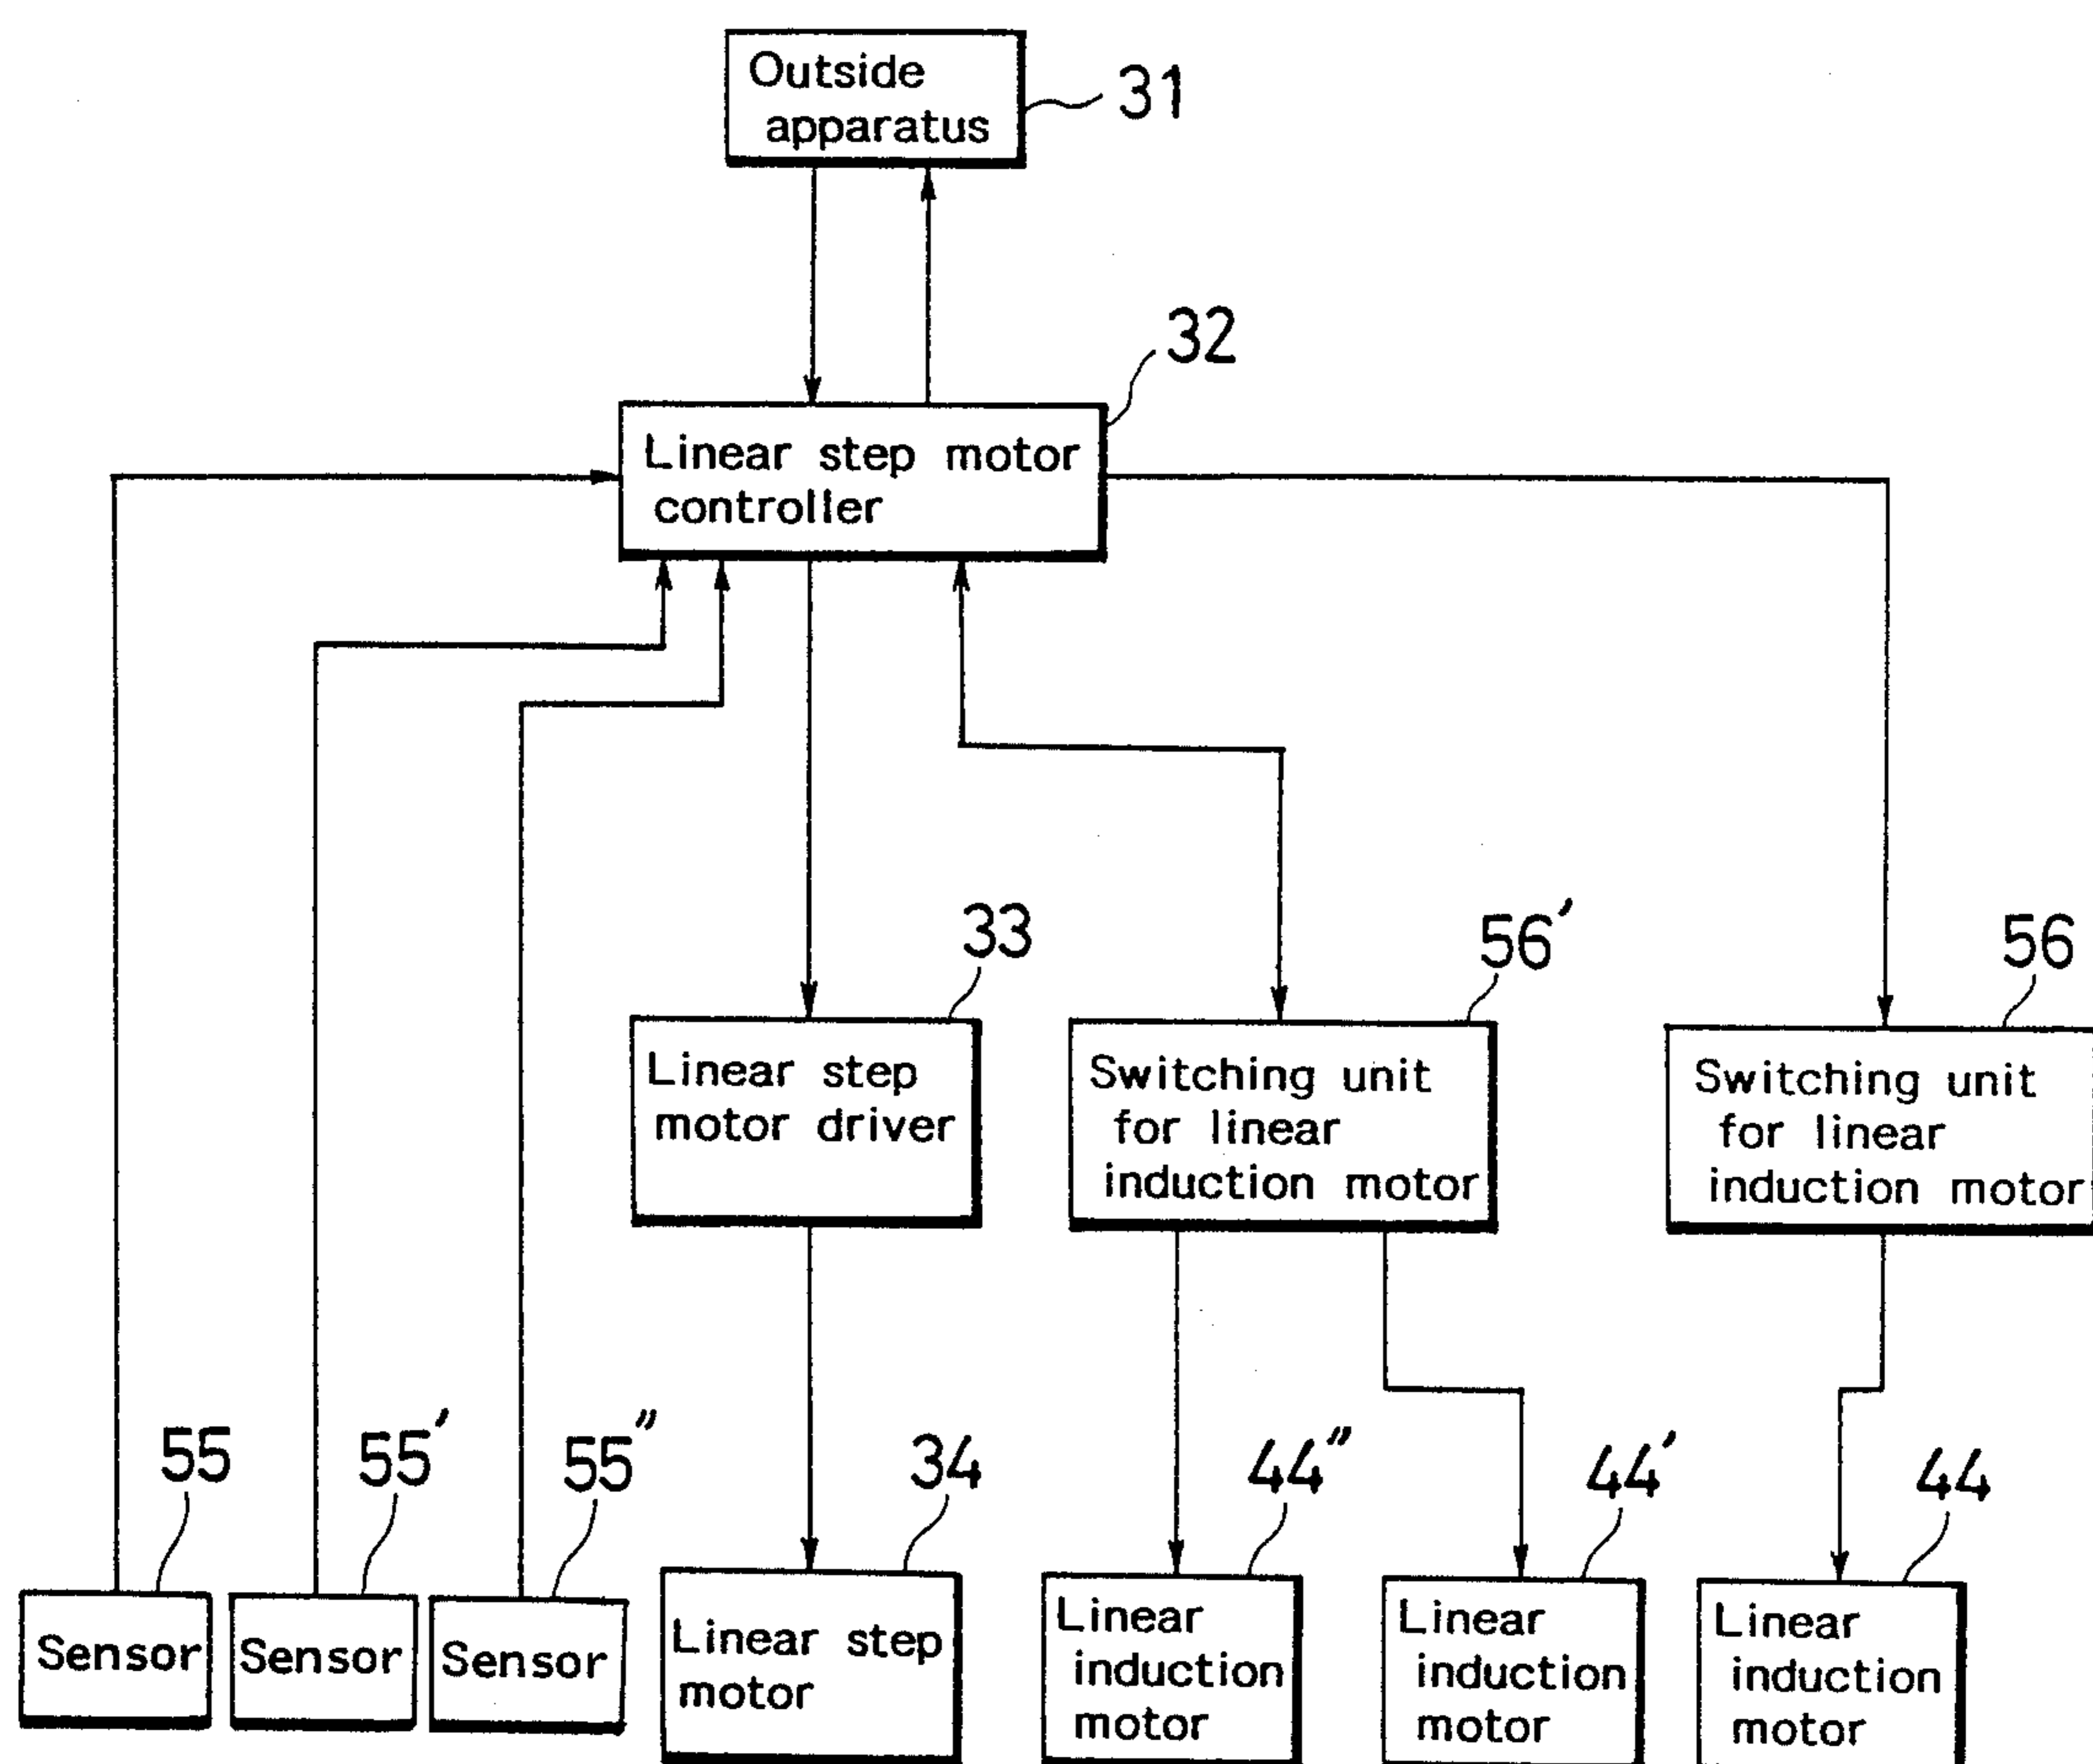 Outside
apparatus
31
32
Linear step motor
controller
33
56′
56
Linear step
motor driver
Switching unit
for linear
induction motor
Switching unit
for linear
induction motor
55
55′
55″
34
44″
44′
44
Sensor
Sensor
Sensor
Linear step
motor
Linear
induction
motor
Linear
induction
motor
Linear
induction
motor